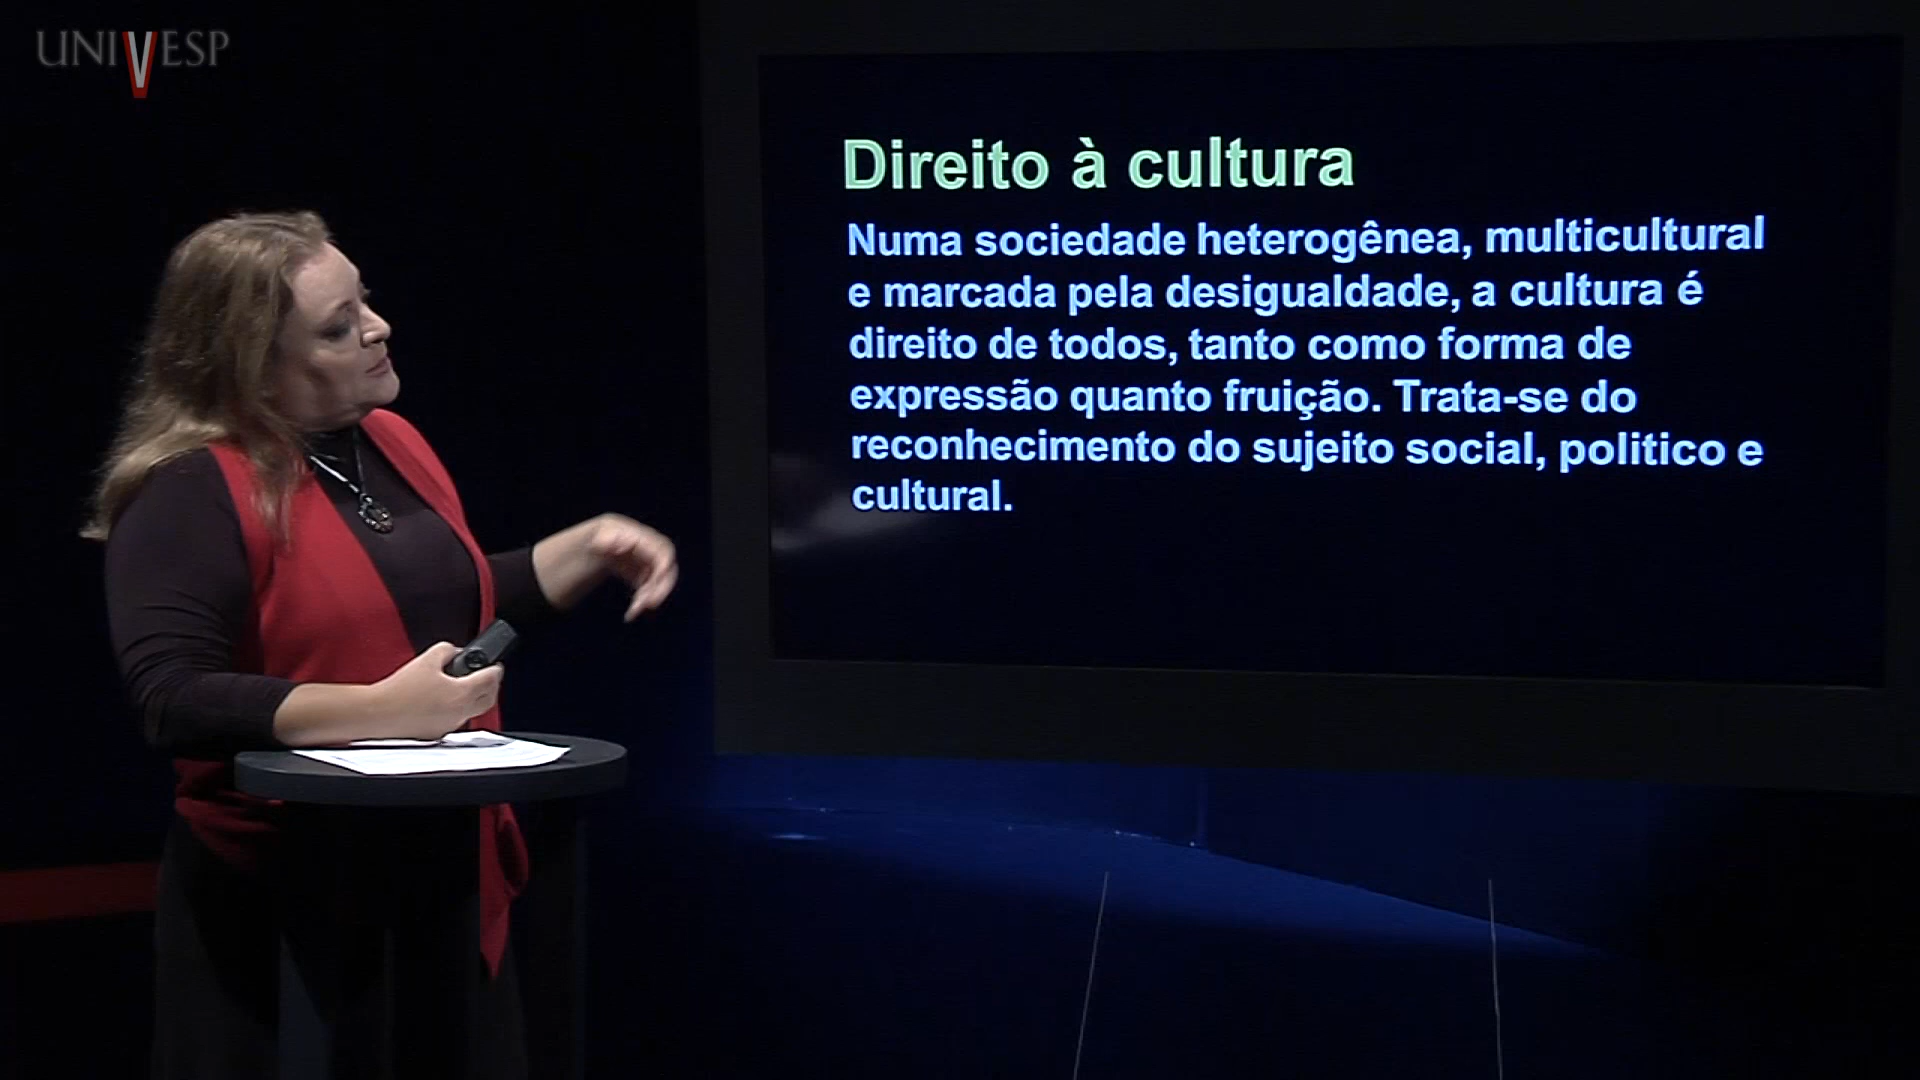 UNIVESP
Direito à cultura
Numa sociedade heterogênea, multicultural
e marcada pela desigualdade, a cultura é
direito de todos, tanto como forma de
expressão quanto fruição. Trata-se do
reconhecimento do sujeito social, politico e
cultural.